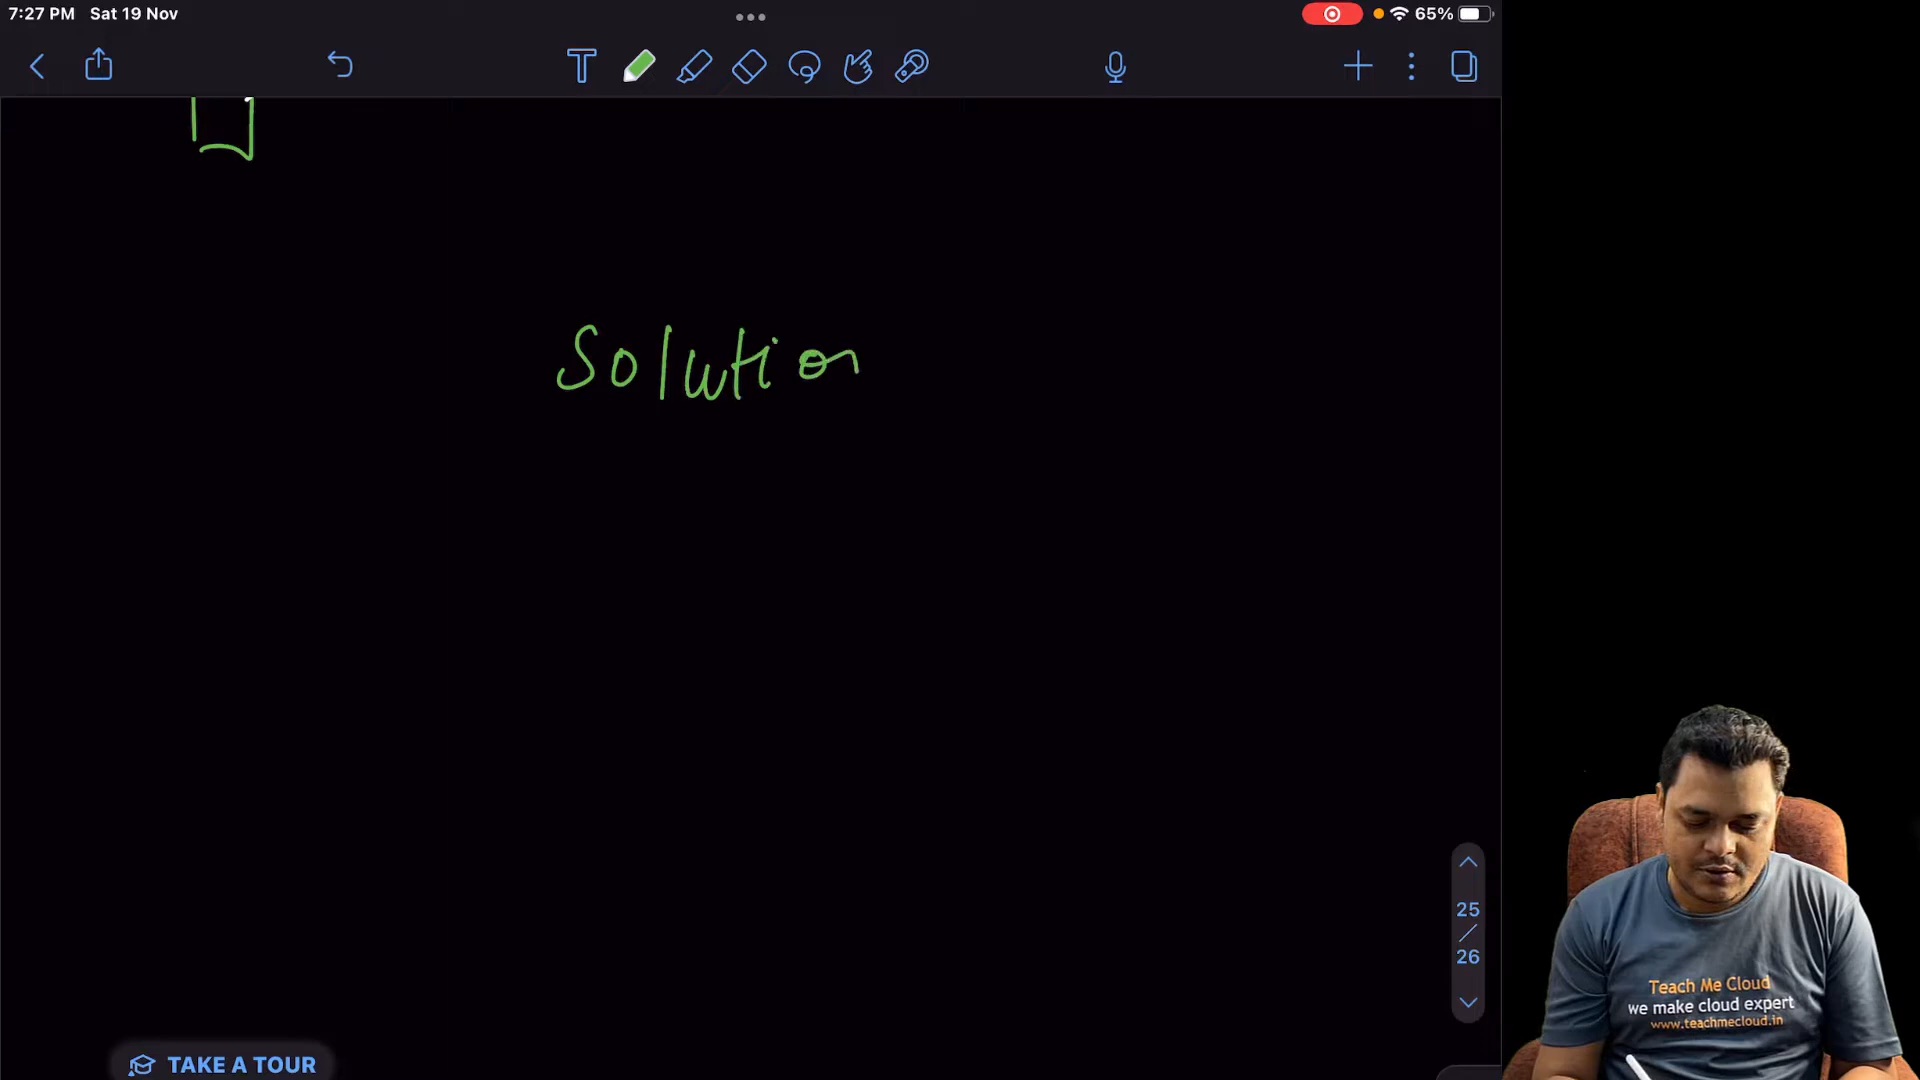 7:27 PM Sat 19 Nov
65%
T
Solution
25
/
26
TAKE A TOUR
Teach Me Cloud
we make cloud expert
www.teachmecloud.in